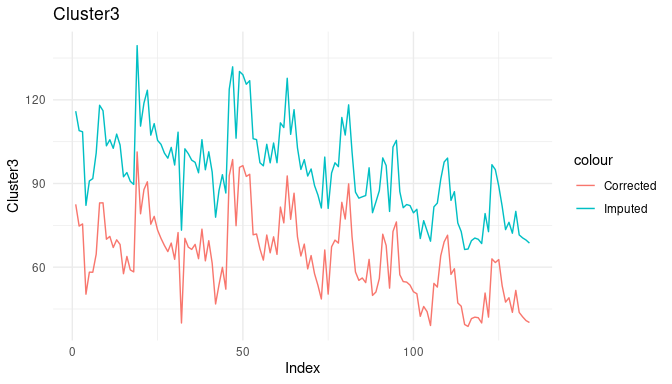 Cluster3
120
90
60
Cluster3
0
50
100
Index
colour
Corrected
Imputed